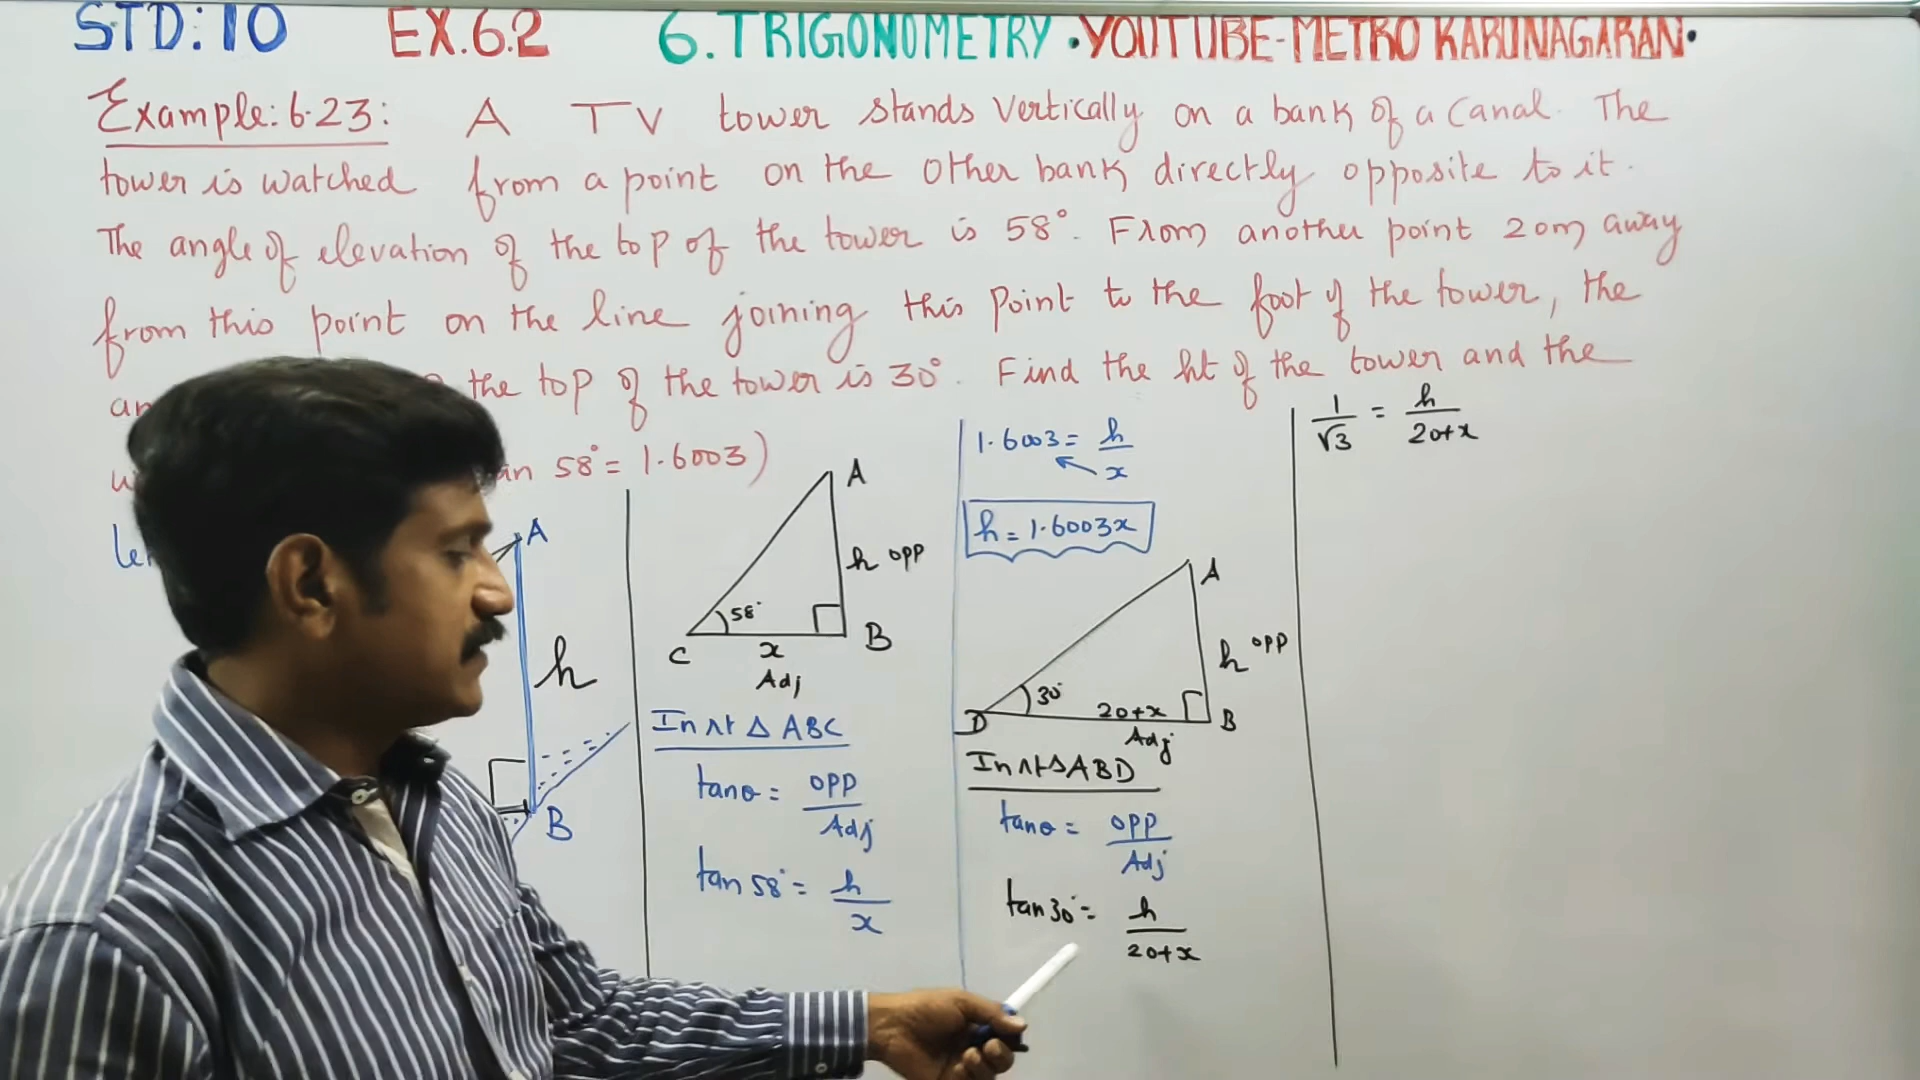 STD: 10 EX.6.2 6. TRIGONOMETRY • YOUTUBE-METRO KARUNAGARAN•
Example: 6.23: A TV tower stands vertically on a bank of a canal. The
tower is watched from a point on the other bank directly opposite to it.
The angle of elevation of the top of the tower is 58°. From another point 20m away
from this point on the line joining this point to the foot of the tower, the
the top of the tower is 30°. Find the ht of the tower and the
58° = 1.6003)
A
h
B
A
h opp
58°
C x B
Adj
In rt Δ ABC
tanθ = opp/Adj
tan 58° = h/x
1.6003 = h/x
h = 1.6003x
A
h opp
30°
D 20+x B
Adj
In rt Δ ABD
tanθ = opp/Adj
tan 30° = h/20+x
1/√3 = h/20+x